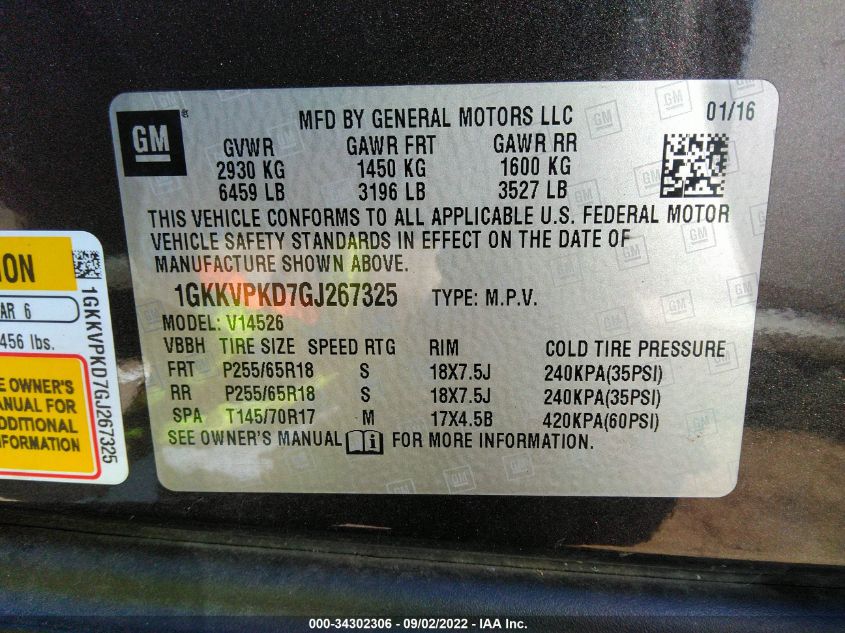 GM
MFD BY GENERAL MOTORS LLC
01/16
GVWR GAWR FRT GAWR RR
2930 KG 1450 KG 1600 KG
6459 LB 3196 LB 3527 LB
THIS VEHICLE CONFORMS TO ALL APPLICABLE U.S. FEDERAL MOTOR
VEHICLE SAFETY STANDARDS IN EFFECT ON THE DATE OF
MANUFACTURE SHOWN ABOVE.
1GKKVPKD7GJ267325 TYPE: M.P.V.
MODEL: V14526
VBBH TIRE SIZE SPEED RTG RIM COLD TIRE PRESSURE
FRT P255/65R18 S 18X7.5J 240KPA(35PSI)
RR P255/65R18 S 18X7.5J 240KPA(35PSI)
SPA T145/70R17 M 17X4.5B 420KPA(60PSI)
SEE OWNER'S MANUAL FOR MORE INFORMATION.
ION
AR 6
456 lbs.
E OWNER'S
ANUAL FOR
DDITIONAL
FORMATION
1GKKVPKD7GJ267325
000-34302306 - 09/02/2022 - IAA Inc.